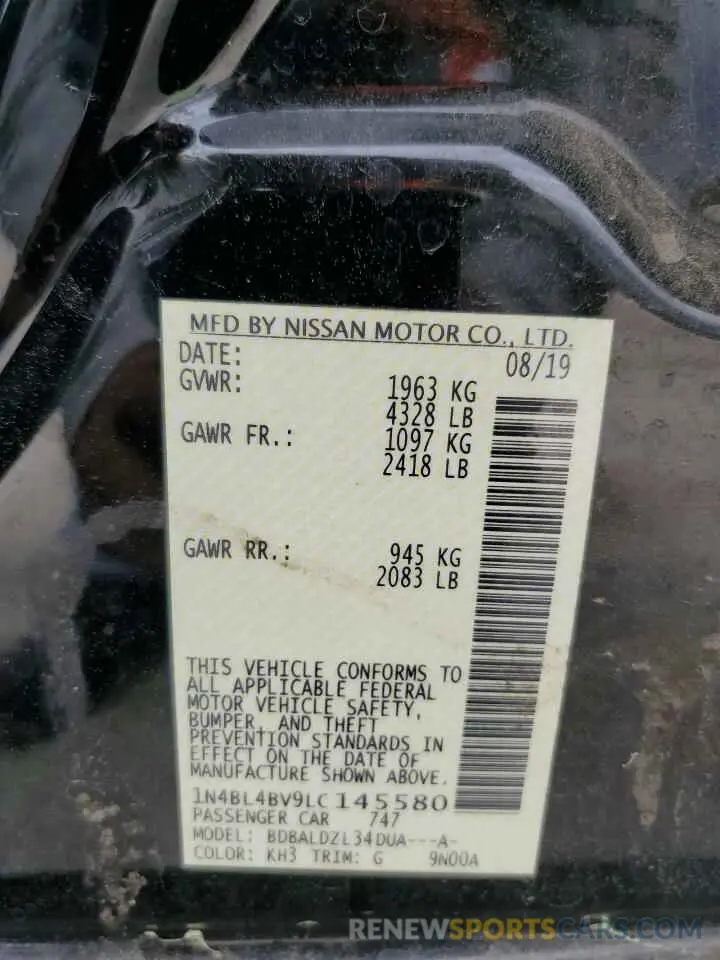 MFD BY NISSAN MOTOR CO., LTD.
DATE: 08/19
GVWR: 1963 KG
4328 LB
GAWR FR.: 1097 KG
2418 LB
GAWR RR.: 945 KG
2083 LB
THIS VEHICLE CONFORMS TO
ALL APPLICABLE FEDERAL
MOTOR VEHICLE SAFETY,
BUMPER, AND THEFT
PREVENTION STANDARDS IN
EFFECT ON THE DATE OF
MANUFACTURE SHOWN ABOVE.
1N4BL4BV9LC145580
PASSENGER CAR 747
MODEL: BDBALDZL34DUA---A-
COLOR: KH3 TRIM: G 9N00A
RENEWSPORTSCARS.COM